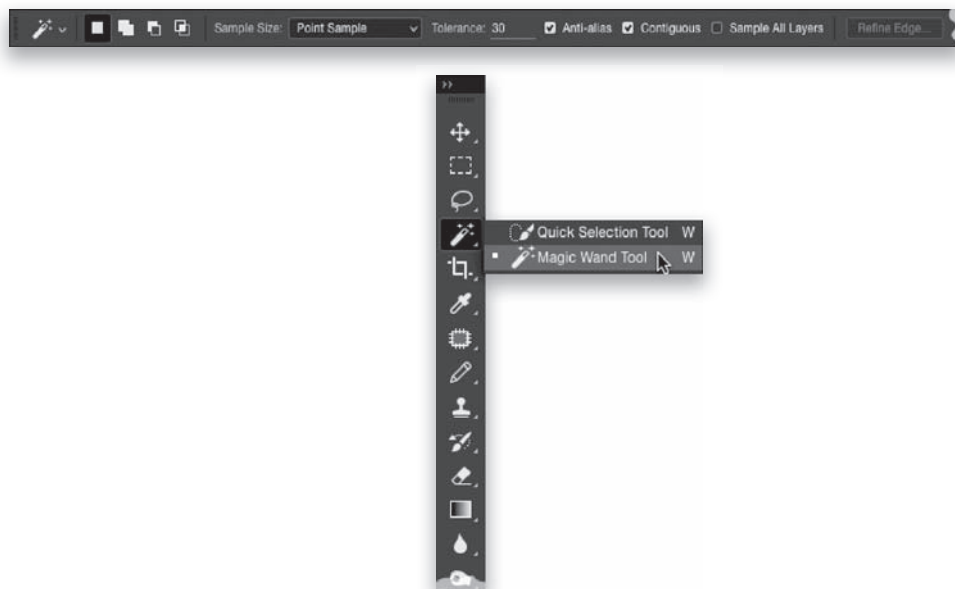 Sample Size: Point Sample Tolerance: 30 Anti-alias Contiguous Sample All Layers Refine Edge...
Quick Selection Tool W
Magic Wand Tool W